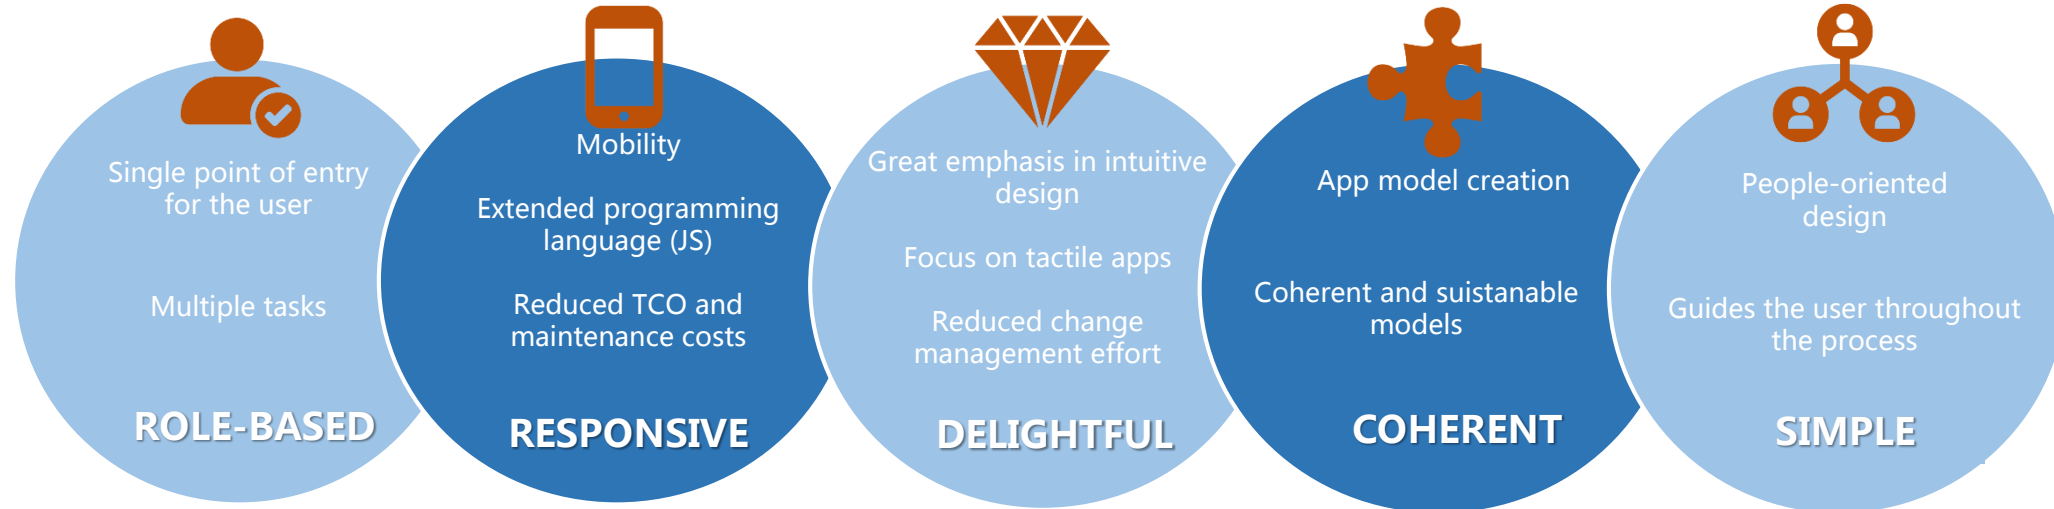 Single point of entry
for the user
Multiple tasks
ROLE-BASED
Mobility
Extended programming
language (JS)
Reduced TCO and
maintenance costs
RESPONSIVE
Great emphasis in intuitive
design
Focus on tactile apps
Reduced change
management effort
DELIGHTFUL
App model creation
Coherent and suistanable
models
COHERENT
People-oriented
design
Guides the user throughout
the process
SIMPLE